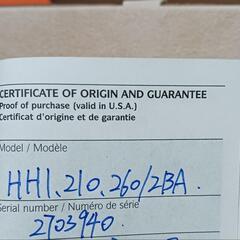 CERTIFICATE OF ORIGIN AND GUARANTEE
Proof of purchase (valid in U.S.A.)
Certificat d'origine et de garantie
Model / Modèle
HH1.210.260/2BA.
Serial number / Numéro de série
2703940